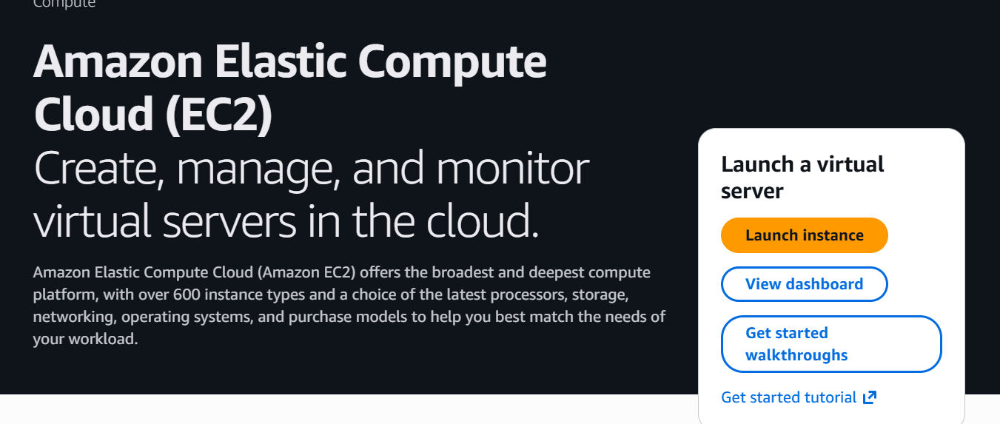 Compute
Amazon Elastic Compute
Cloud (EC2)
Create, manage, and monitor
virtual servers in the cloud.
Amazon Elastic Compute Cloud (Amazon EC2) offers the broadest and deepest compute
platform, with over 600 instance types and a choice of the latest processors, storage,
networking, operating systems, and purchase models to help you best match the needs of
your workload.
Launch a virtual
server
Launch instance
View dashboard
Get started
walkthroughs
Get started tutorial